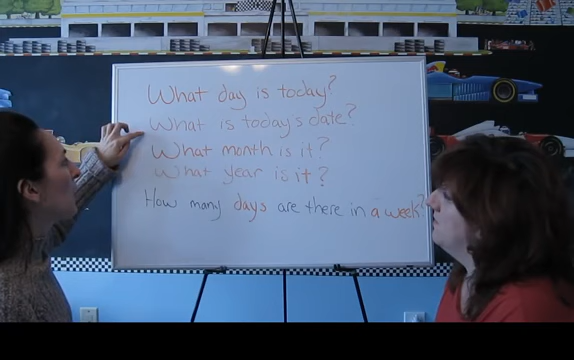 What day is today?
What is today's date?
What month is it?
What year is it?
How many days are there in a week?